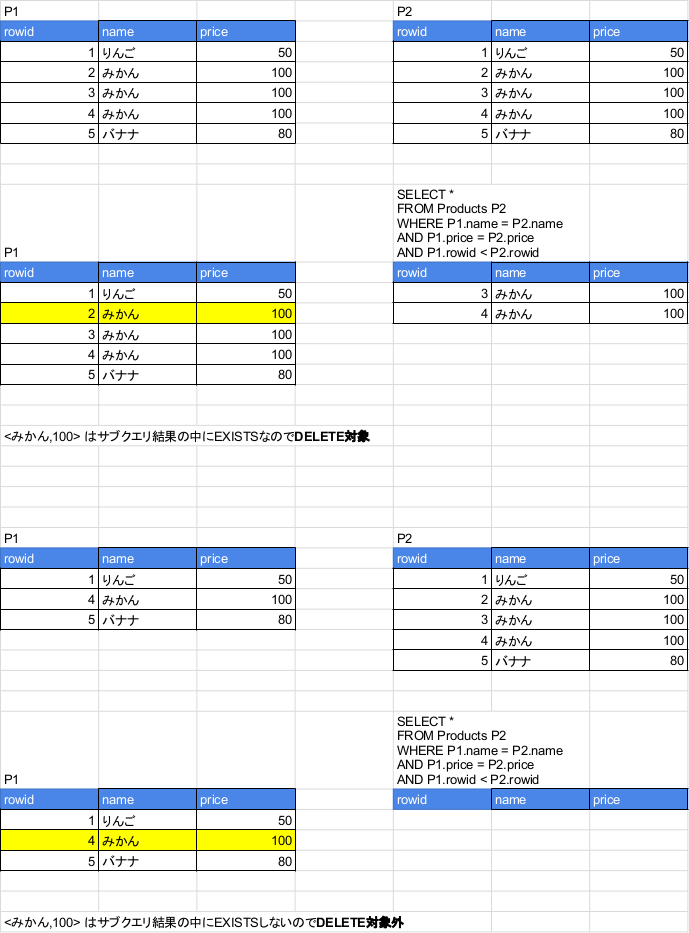 P1 P2
rowid name price rowid name price
1 りんご 50 1 りんご 50
2 みかん 100 2 みかん 100
3 みかん 100 3 みかん 100
4 みかん 100 4 みかん 100
5 バナナ 80 5 バナナ 80
SELECT *
FROM Products P2
WHERE P1.name = P2.name
AND P1.price = P2.price
P1 AND P1.rowid < P2.rowid
rowid name price rowid name price
1 りんご 50 3 みかん 100
2 みかん 100 4 みかん 100
3 みかん 100
4 みかん 100
5 バナナ 80
<みかん,100> はサブクエリ結果の中にEXISTSなのでDELETE対象
P1 P2
rowid name price rowid name price
1 りんご 50 1 りんご 50
4 みかん 100 2 みかん 100
5 バナナ 80 3 みかん 100
4 みかん 100
5 バナナ 80
SELECT *
FROM Products P2
WHERE P1.name = P2.name
AND P1.price = P2.price
P1 AND P1.rowid < P2.rowid
rowid name price rowid name price
1 りんご 50
4 みかん 100
5 バナナ 80
<みかん,100> はサブクエリ結果の中にEXISTSしないのでDELETE対象外